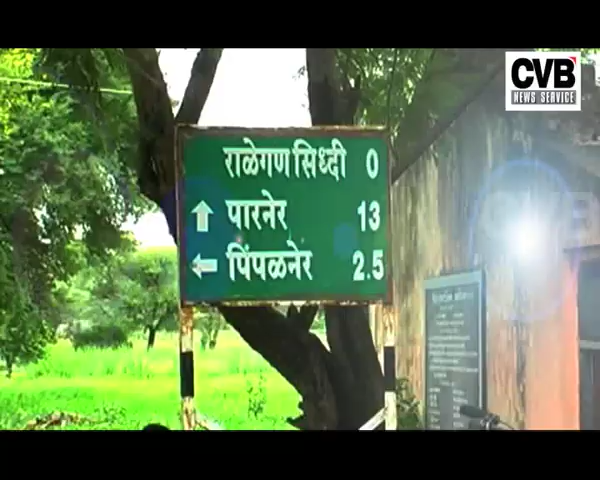 CVB
NEWS SERVICE
राळेगण सिध्दी 0
↑ पारनेर 13
← पिंपळनेर 2.5